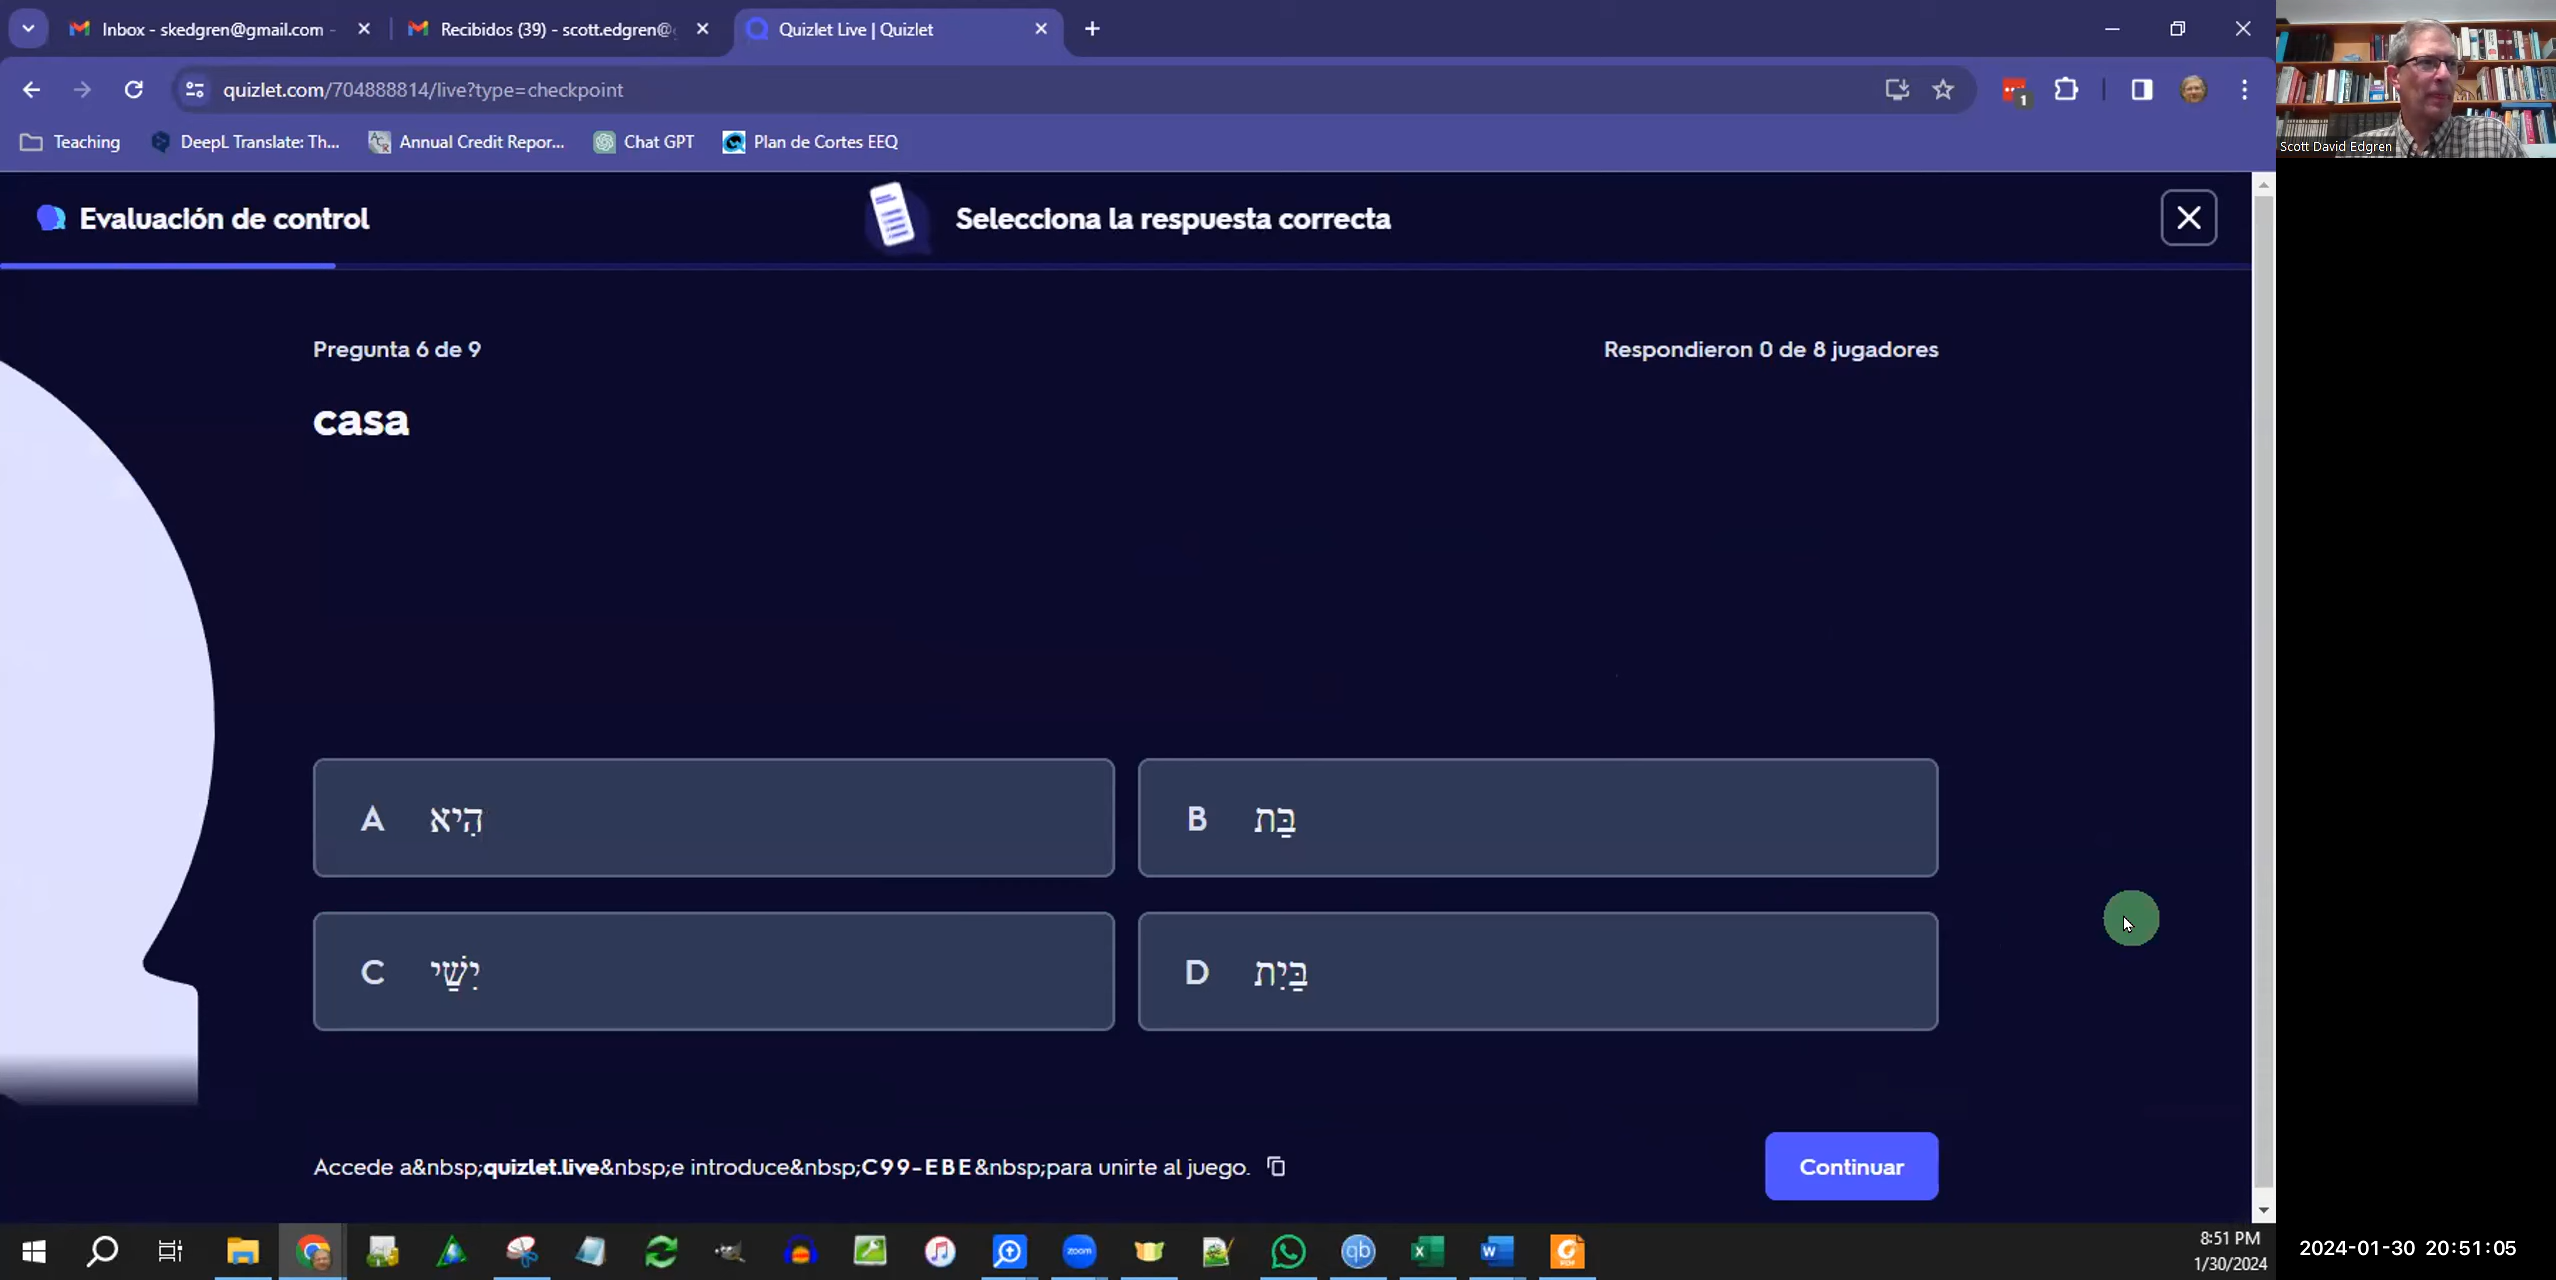 Inbox - skedgren@gmail.com -
Recibidos (39) - scott.edgren@
Quizlet Live | Quizlet
quizlet.com/704888814/live?type=checkpoint
1
Teaching
DeepL Translate: Th...
Annual Credit Repor...
Chat GPT
Plan de Cortes EEQ
Scott David Edgren
Evaluación de control
Selecciona la respuesta correcta
Pregunta 6 de 9
Respondieron 0 de 8 jugadores
casa
A הִיא
B בַּת
C יִשַׁי
D בַּיִת
Accede a&nbsp;quizlet.live&nbsp;e introduce&nbsp;C99-EBE&nbsp;para unirte al juego.
Continuar
zoom
qb
8:51 PM
1/30/2024
2024-01-30 20:51:05